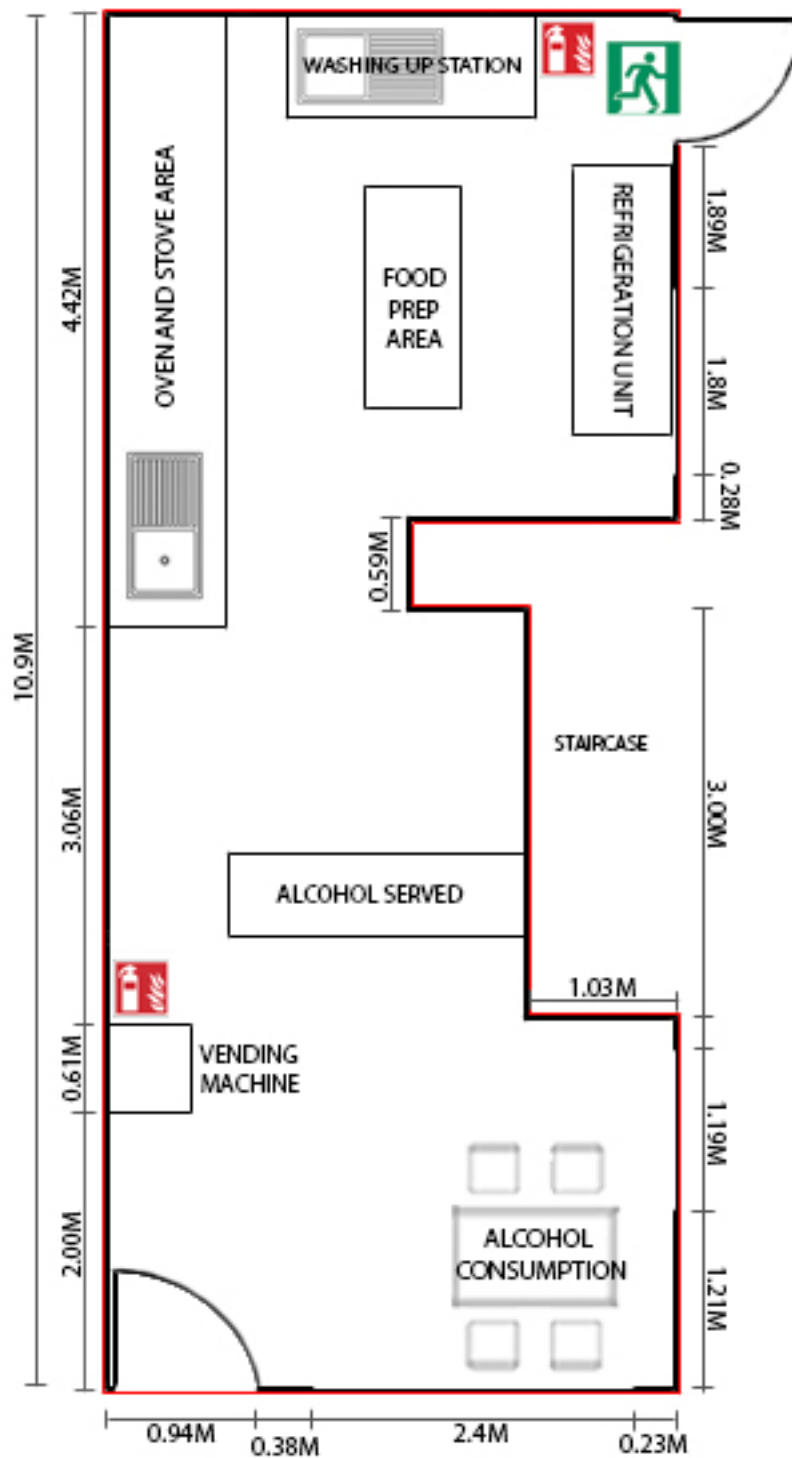 WASHING UP STATION
OVEN AND STOVE AREA
FOOD
PREP
AREA
REFRIGERATION UNIT
1.89M
4.42M
1.8M
0.28M
0.59M
10.9M
STAIRCASE
3.06M
3.00M
ALCOHOL SERVED
1.03M
0.61M
VENDING
MACHINE
1.19M
2.00M
ALCOHOL
CONSUMPTION
1.21M
0.94M
0.38M
2.4M
0.23M